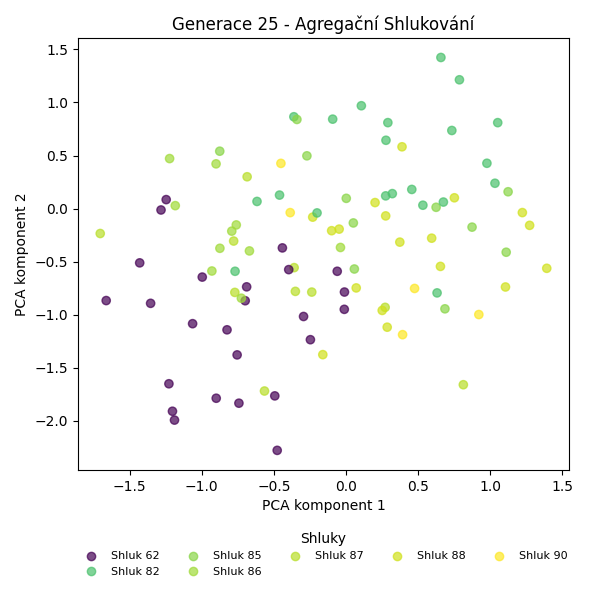 Generace 25 - Agregační Shlukování
1.5
1.0
0.5
0.0
−0.5
−1.0
−1.5
−2.0
PCA komponent 2
−1.5 −1.0 −0.5 0.0 0.5 1.0 1.5
PCA komponent 1
Shluky
Shluk 62 Shluk 85 Shluk 87 Shluk 88 Shluk 90
Shluk 82 Shluk 86